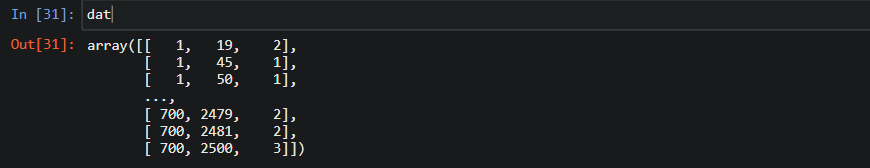 In [31]: dat
Out[31]: array([[   1,   19,    2],
       [   1,   45,    1],
       [   1,   50,    1],
       ...,
       [ 700, 2479,    2],
       [ 700, 2481,    2],
       [ 700, 2500,    3]])